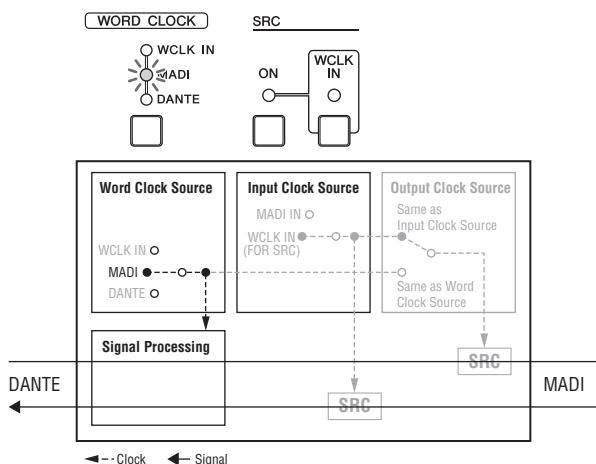 WORD CLOCK
SRC
WCLK IN
MADI
DANTE
ON
WCLK
IN
Word Clock Source
Input Clock Source
Output Clock Source
MADI IN
Same as
Input Clock Source
WCLK IN
WCLK IN
(FOR SRC)
MADI
DANTE
Same as Word
Clock Source
Signal Processing
SRC
DANTE
MADI
SRC
Clock
Signal